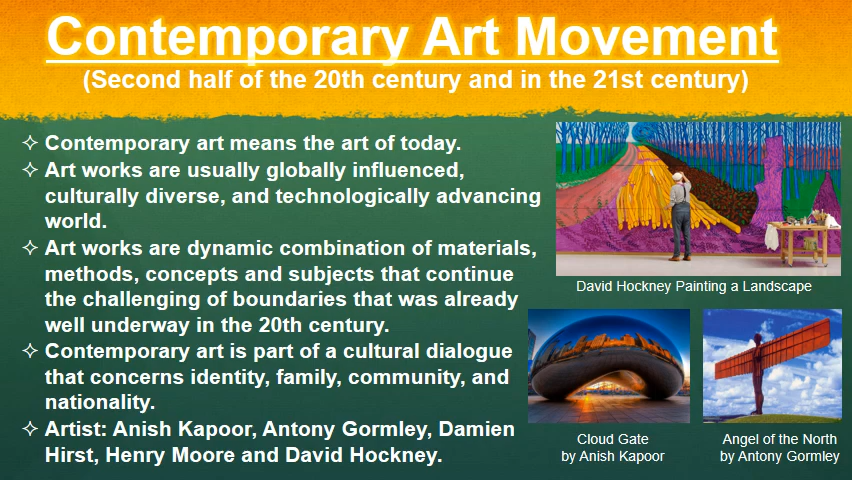 Contemporary Art Movement
(Second half of the 20th century and in the 21st century)
✧ Contemporary art means the art of today.
✧ Art works are usually globally influenced,
culturally diverse, and technologically advancing
world.
✧ Art works are dynamic combination of materials,
methods, concepts and subjects that continue
the challenging of boundaries that was already
well underway in the 20th century.
✧ Contemporary art is part of a cultural dialogue
that concerns identity, family, community, and
nationality.
✧ Artist: Anish Kapoor, Antony Gormley, Damien
Hirst, Henry Moore and David Hockney.
David Hockney Painting a Landscape
Cloud Gate
by Anish Kapoor
Angel of the North
by Antony Gormley